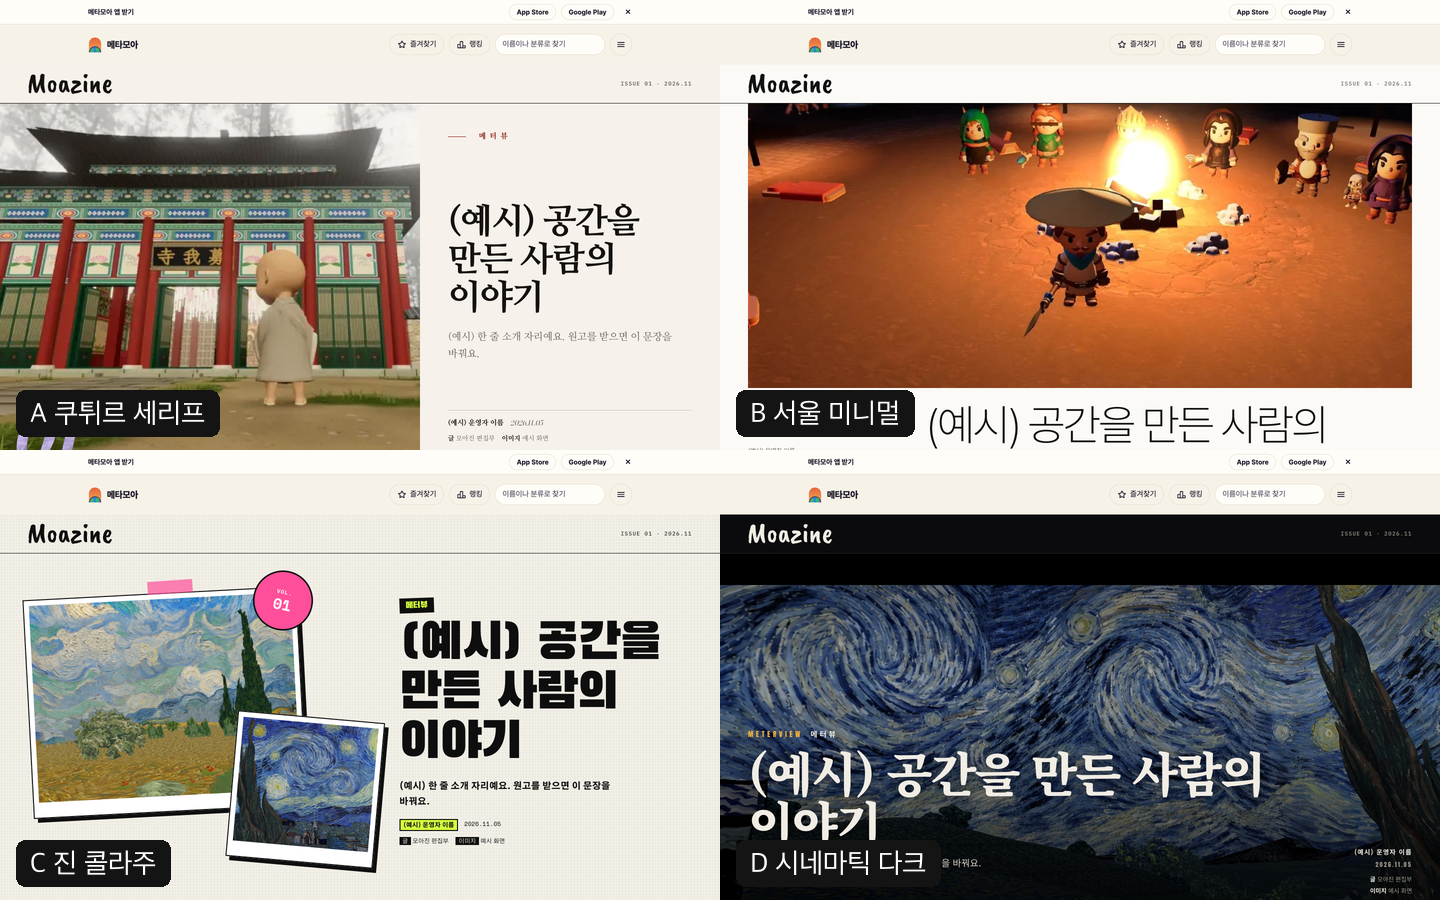 메타모아 앱 받기
App Store
Google Play
×
메타모아
즐겨찾기
랭킹
이름이나 분류로 찾기
Moazine
ISSUE 01 · 2026.11
寺我慕
메터뷰
(예시) 공간을
만든 사람의
이야기
(예시) 한 줄 소개 자리예요. 원고를 받으면 이 문장을
바꿔요.
(예시) 운영자 이름 2026.11.05
글 모아진 편집부 이미지 예시 화면
A 쿠튀르 세리프
메타모아 앱 받기
App Store
Google Play
×
메타모아
즐겨찾기
랭킹
이름이나 분류로 찾기
Moazine
ISSUE 01 · 2026.11
(예시) 공간을 만든 사람의
B 서울 미니멀
메타모아 앱 받기
App Store
Google Play
×
메타모아
즐겨찾기
랭킹
이름이나 분류로 찾기
Moazine
ISSUE 01 · 2026.11
VOL.
01
메터뷰
(예시) 공간을
만든 사람의
이야기
(예시) 한 줄 소개 자리예요. 원고를 받으면 이 문장을
바꿔요.
(예시) 운영자 이름 2026.11.05
글 모아진 편집부 이미지 예시 화면
C 진 콜라주
메타모아 앱 받기
App Store
Google Play
×
메타모아
즐겨찾기
랭킹
이름이나 분류로 찾기
Moazine
ISSUE 01 · 2026.11
METERVIEW 메터뷰
(예시) 공간을 만든 사람의
이야기
을 바꿔요.
(예시) 운영자 이름
2026.11.05
글 모아진 편집부
이미지 예시 화면
D 시네마틱 다크